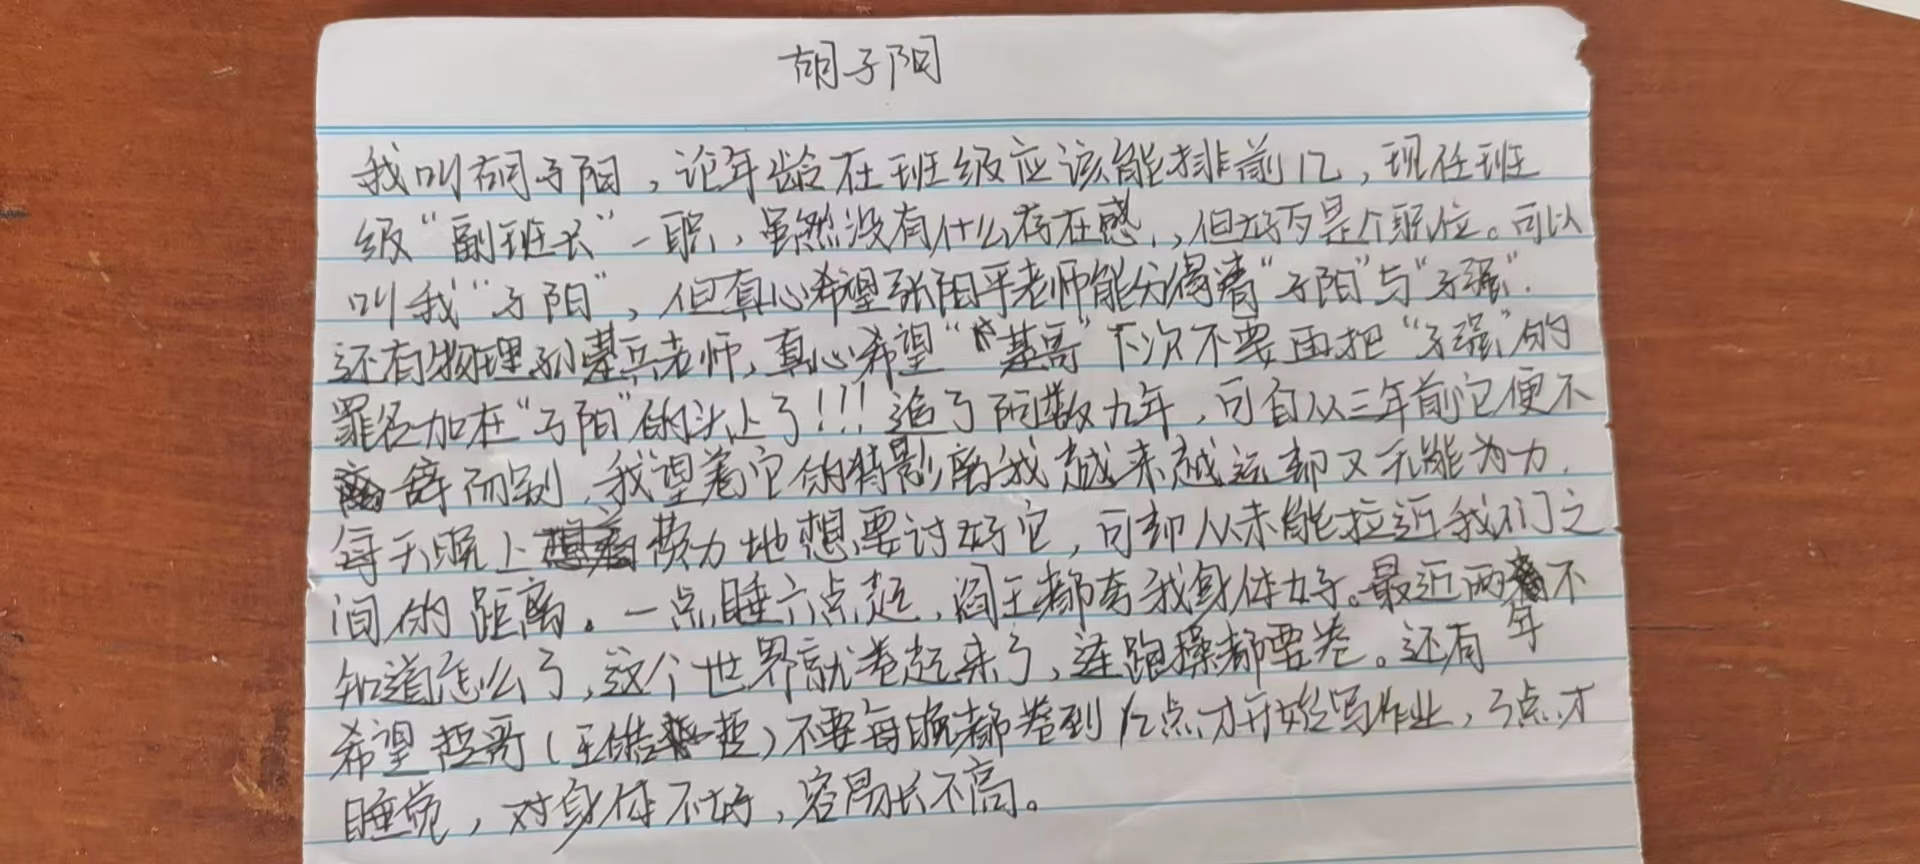 胡子阳
我叫胡子阳，论年龄在班级应该能排前12，现任班
级“副班长”一职，虽然没有什么存在感，但好歹是个职位。可以
叫我“子阳”，但真心希望张阳平老师能分得清“子阳”与“子强”.
还有物理孙基兵老师，真心希望“基哥”下次不要再把“子强”的
罪名加在“子阳”的头上了!!!追了阿数九年，可自从三年前它便不
辞而别，我望着它的背影离我越来越远却又无能为力.
每天晚上费力地想要讨好它，可却从未能拉近我们之
间的距离。一点睡六点起，阎王都夸我身体好。最近两年不
知道怎么了，这个世界就卷起来了，连跑操都要卷。还有
希望哲哥(王皓哲)不要每晚都卷到12点才开始写作业，3点才
睡觉，对身体不好，容易长不高。